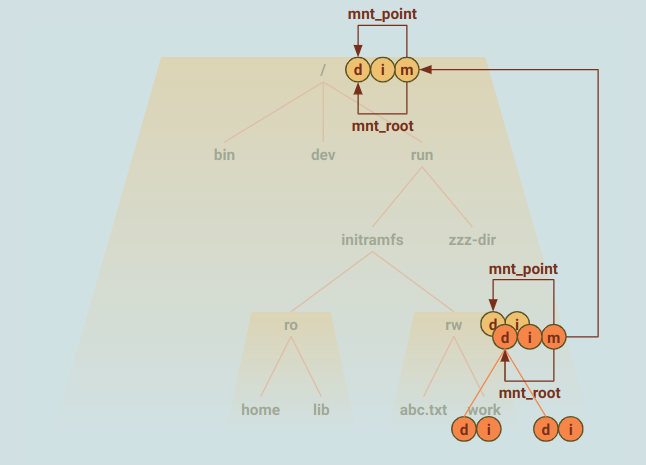 mnt_point
/ d i m
mnt_root
bin dev run
initramfs zzz-dir
mnt_point
ro rw d i
d i m
mnt_root
home lib abc.txt work
d i d i